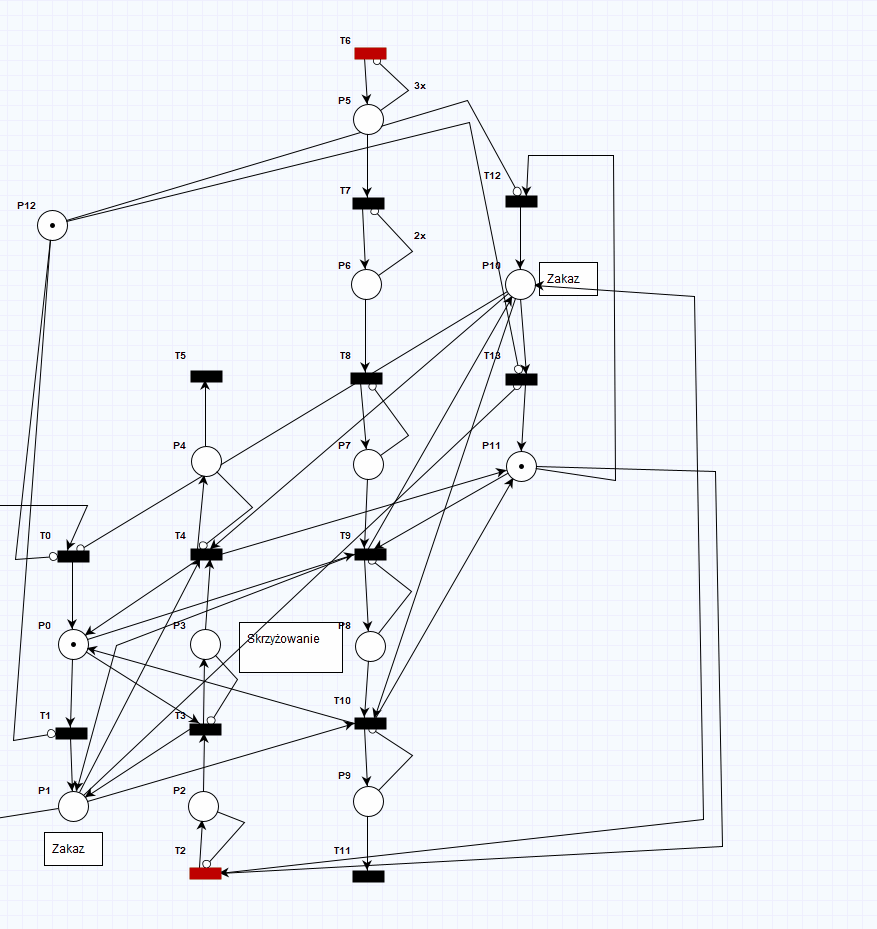 T6
3x
P5
T12
T7
P12
2x
P6
P10
Zakaz
T5
T8
T13
P4
P7
P11
T0
T4
T9
P0
P3
Skrzyżowanie
P8
T10
T1
T3
P1
P2
P9
Zakaz
T2
T11